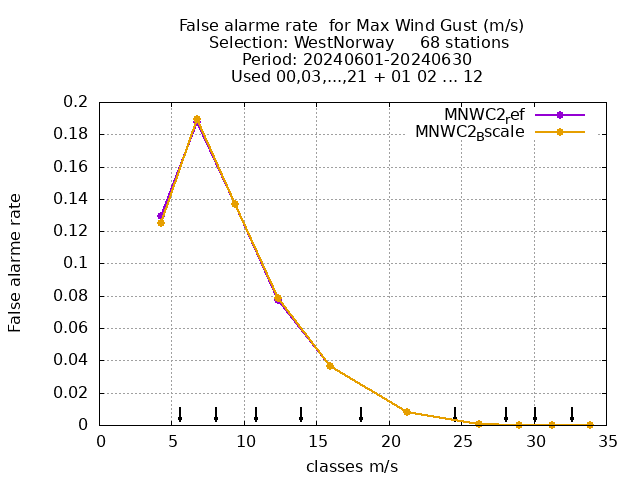 False alarme rate  for Max Wind Gust (m/s)
Selection: WestNorway     68 stations
Period: 20240601-20240630
Used 00,03,...,21 + 01 02 ... 12
MNWC2_ref
MNWC2_Bscale
0.2
0.18
0.16
0.14
0.12
0.1
0.08
0.06
0.04
0.02
0
False alarme rate
0 5 10 15 20 25 30 35
classes m/s